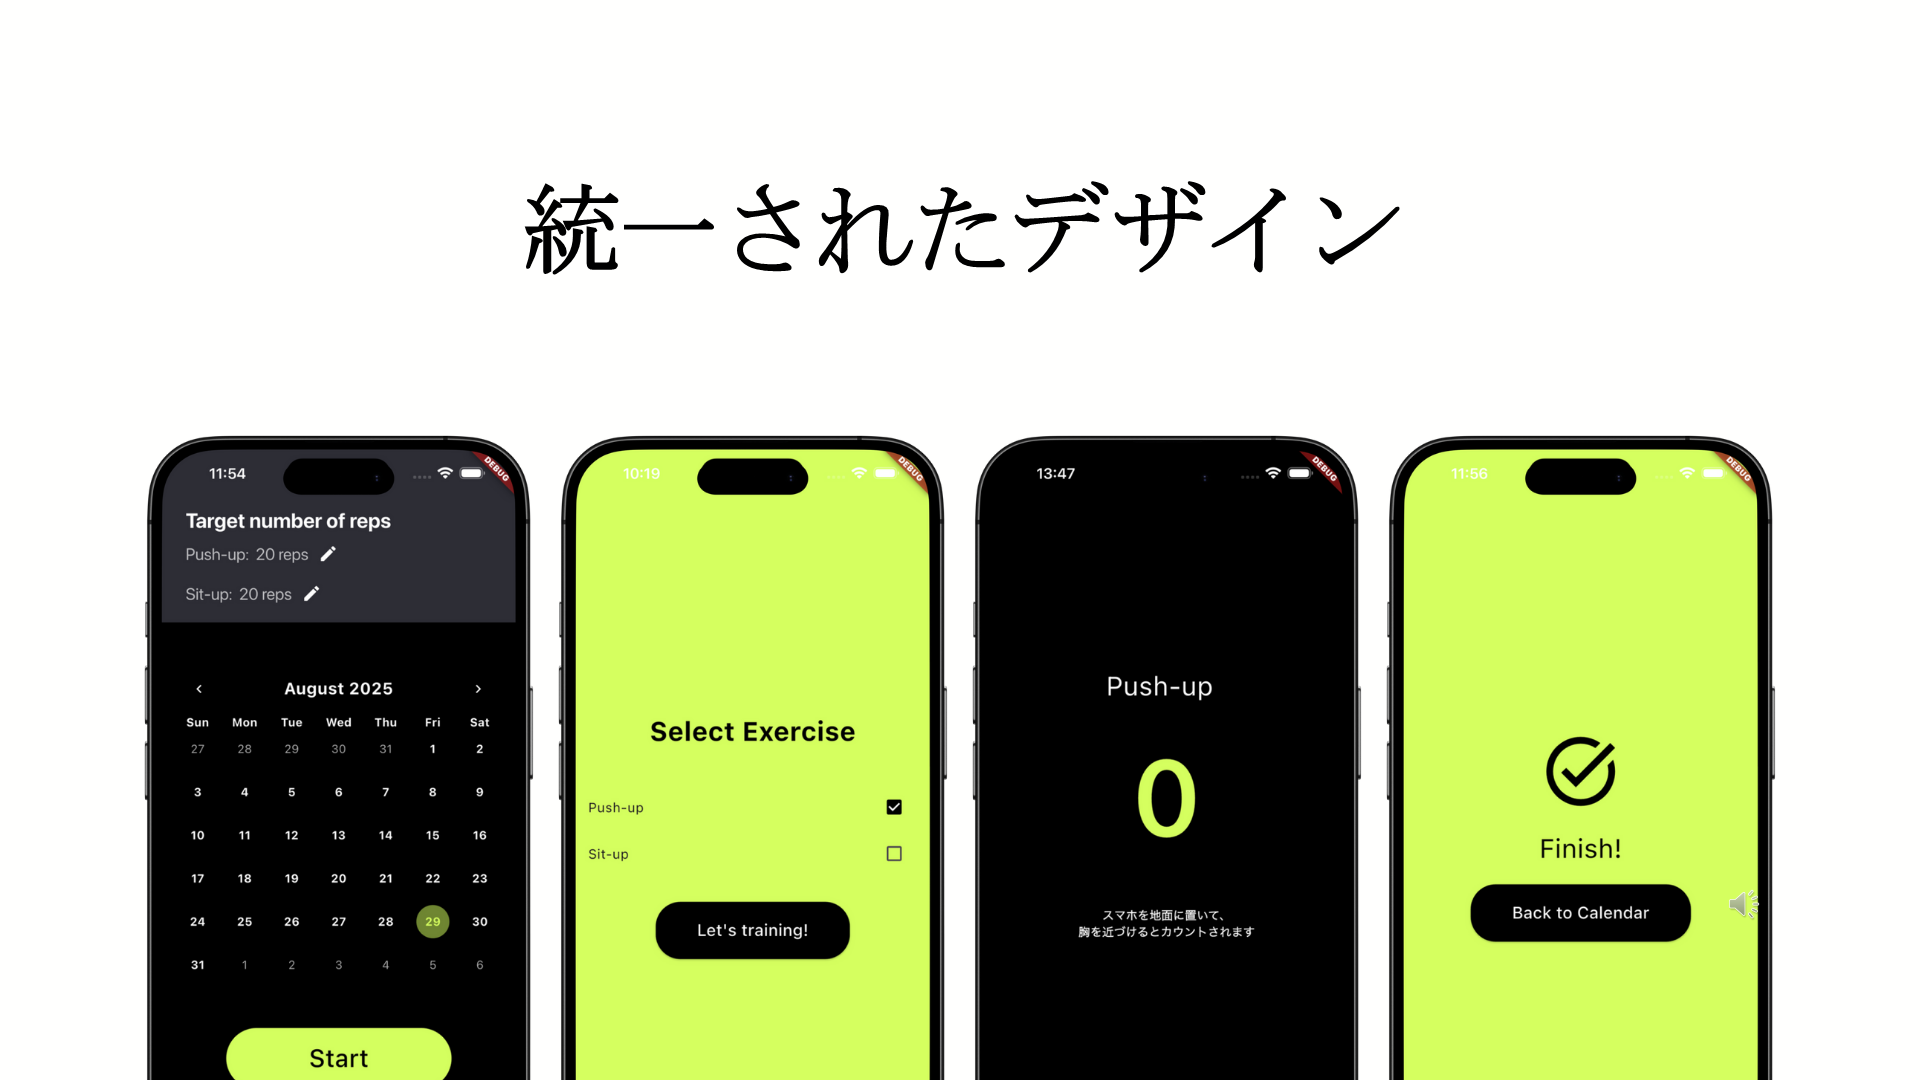 統一されたデザイン
11:54
DEBUG
Target number of reps
Push-up: 20 reps
Sit-up: 20 reps
August 2025
Sun Mon Tue Wed Thu Fri Sat
27 28 29 30 31 1 2
3 4 5 6 7 8 9
10 11 12 13 14 15 16
17 18 19 20 21 22 23
24 25 26 27 28 29 30
31 1 2 3 4 5 6
Start
10:19
DEBUG
Select Exercise
Push-up
Sit-up
Let's training!
13:47
DEBUG
Push-up
0
スマホを地面に置いて、
胸を近づけるとカウントされます
11:56
DEBUG
Finish!
Back to Calendar